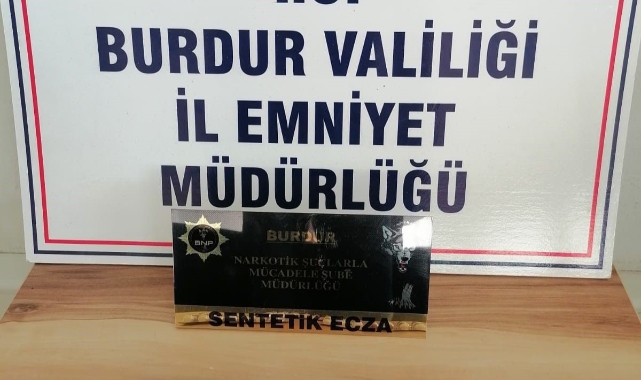 BURDUR VALİLİĞİ
İL EMNİYET
MÜDÜRLÜĞÜ
BNP
BURDUR
NARKOTİK SUÇLARLA
MÜCADELE ŞUBE
MÜDÜRLÜĞÜ
SENTETİK ECZA